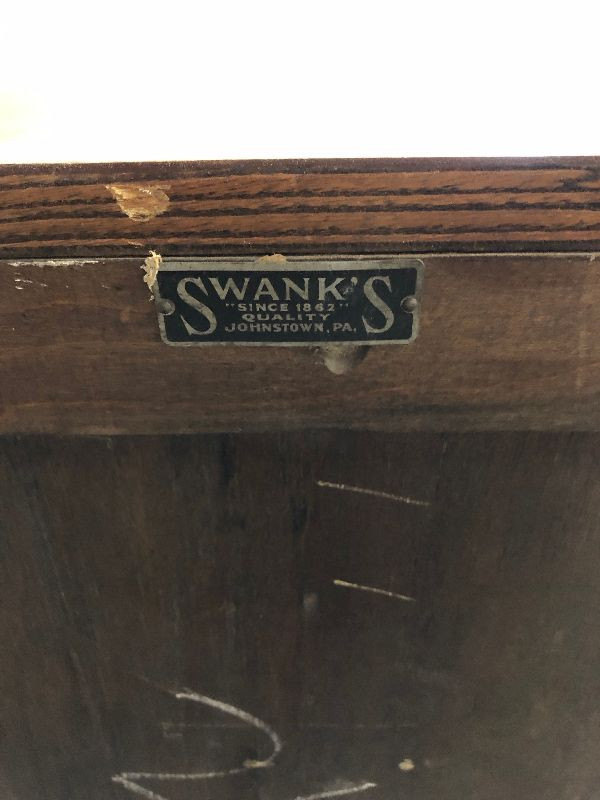 SWANK'S
"SINCE 1862"
QUALITY
JOHNSTOWN, PA.